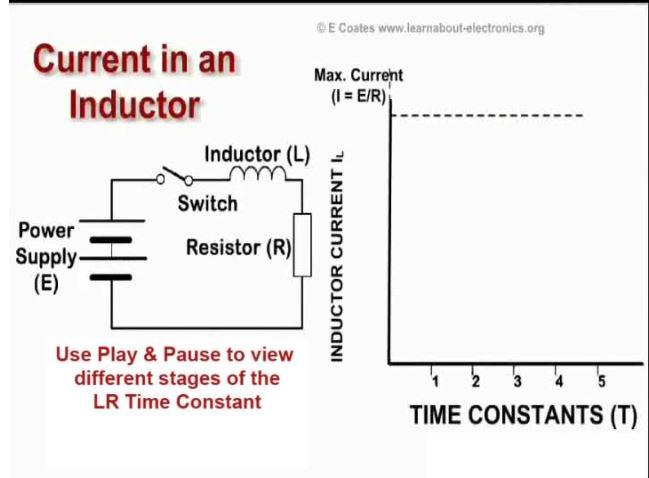 © E Coates www.learnabout-electronics.org
Current in an
Inductor
Max. Current
(I = E/R)
Inductor (L)
Switch
Power
Supply
(E)
Resistor (R)
INDUCTOR CURRENT IL
Use Play & Pause to view
different stages of the
LR Time Constant
1 2 3 4 5
TIME CONSTANTS (T)